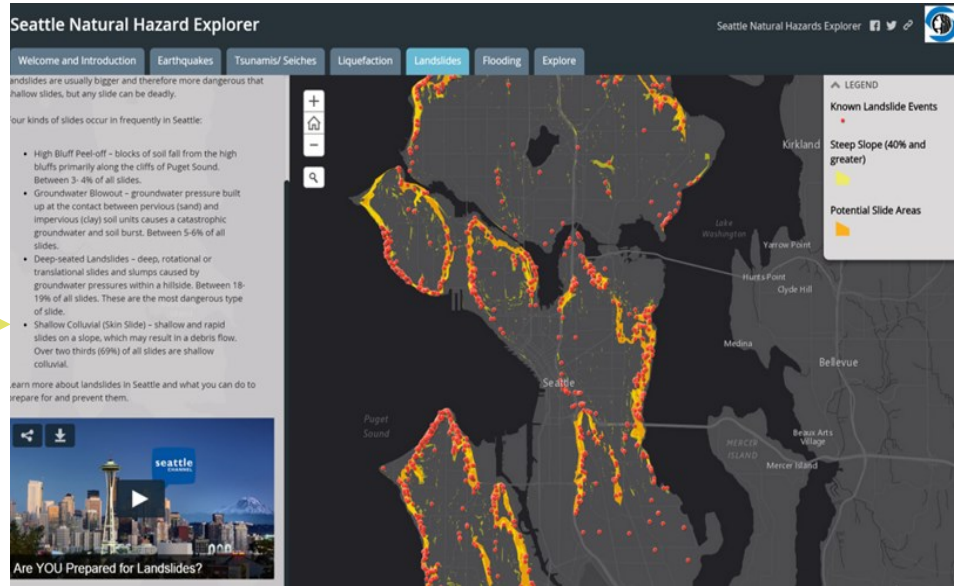 Seattle Natural Hazard Explorer
Seattle Natural Hazards Explorer
Welcome and Introduction
Earthquakes
Tsunamis/ Seiches
Liquefaction
Landslides
Flooding
Explore
andslides are usually bigger and therefore more dangerous that
shallow slides, but any slide can be deadly.
our kinds of slides occur in frequently in Seattle:
• High Bluff Peel-off – blocks of soil fall from the high
bluffs primarily along the cliffs of Puget Sound.
Between 3- 4% of all slides.
• Groundwater Blowout – groundwater pressure built
up at the contact between pervious (sand) and
impervious (clay) soil units causes a catastrophic
groundwater and soil burst. Between 5-6% of all
slides.
• Deep-seated Landslides – deep, rotational or
translational slides and slumps caused by
groundwater pressures within a hillside. Between 18-
19% of all slides. These are the most dangerous type
of slide.
• Shallow Colluvial (Skin Slide) – shallow and rapid
slides on a slope, which may result in a debris flow.
Over two thirds (69%) of all slides are shallow
colluvial.
earn more about landslides in Seattle and what you can do to
prepare for and prevent them.
seattle
CHANNEL
Are YOU Prepared for Landslides?
+
−
LEGEND
Known Landslide Events
Steep Slope (40% and
greater)
Potential Slide Areas
Kirkland
Lake
Washington
Yarrow Point
Hunts Point
Clyde Hill
Medina
Bellevue
Seattle
Puget
Sound
MERCER
ISLAND
Beaux Arts
Village
Mercer Island